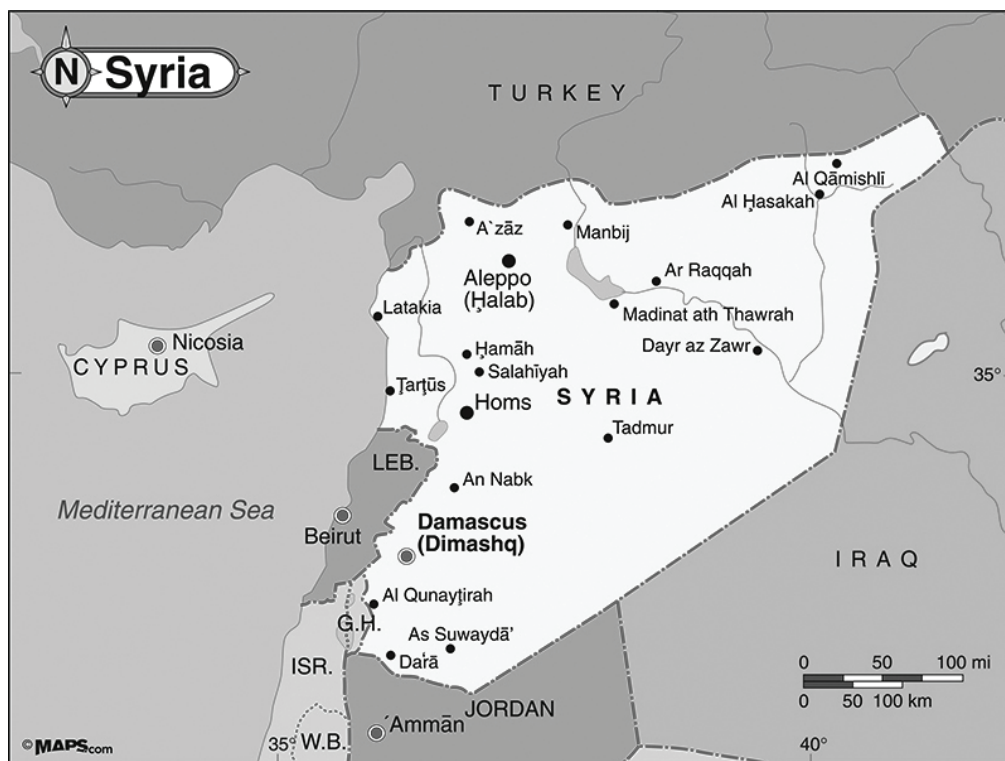 N Syria
TURKEY
Al Qāmishlī
Al Ḩasakah
A`zāz
Manbij
Aleppo
(Ḩalab)
Ar Raqqah
Latakia
Madinat ath Thawrah
Nicosia
CYPRUS
Ḩamāh
Dayr az Zawr
Salahīyah
35°
Ţarţūs
SYRIA
Homs
Tadmur
LEB.
An Nabk
Mediterranean Sea
Beirut
Damascus
(Dimashq)
IRAQ
Al Qunayţirah
G.H.
As Suwaydā'
Dar'ā
ISR.
0 50 100 mi
0 50 100 km
JORDAN
'Ammān
W.B.
35°
40°
© MAPS.com